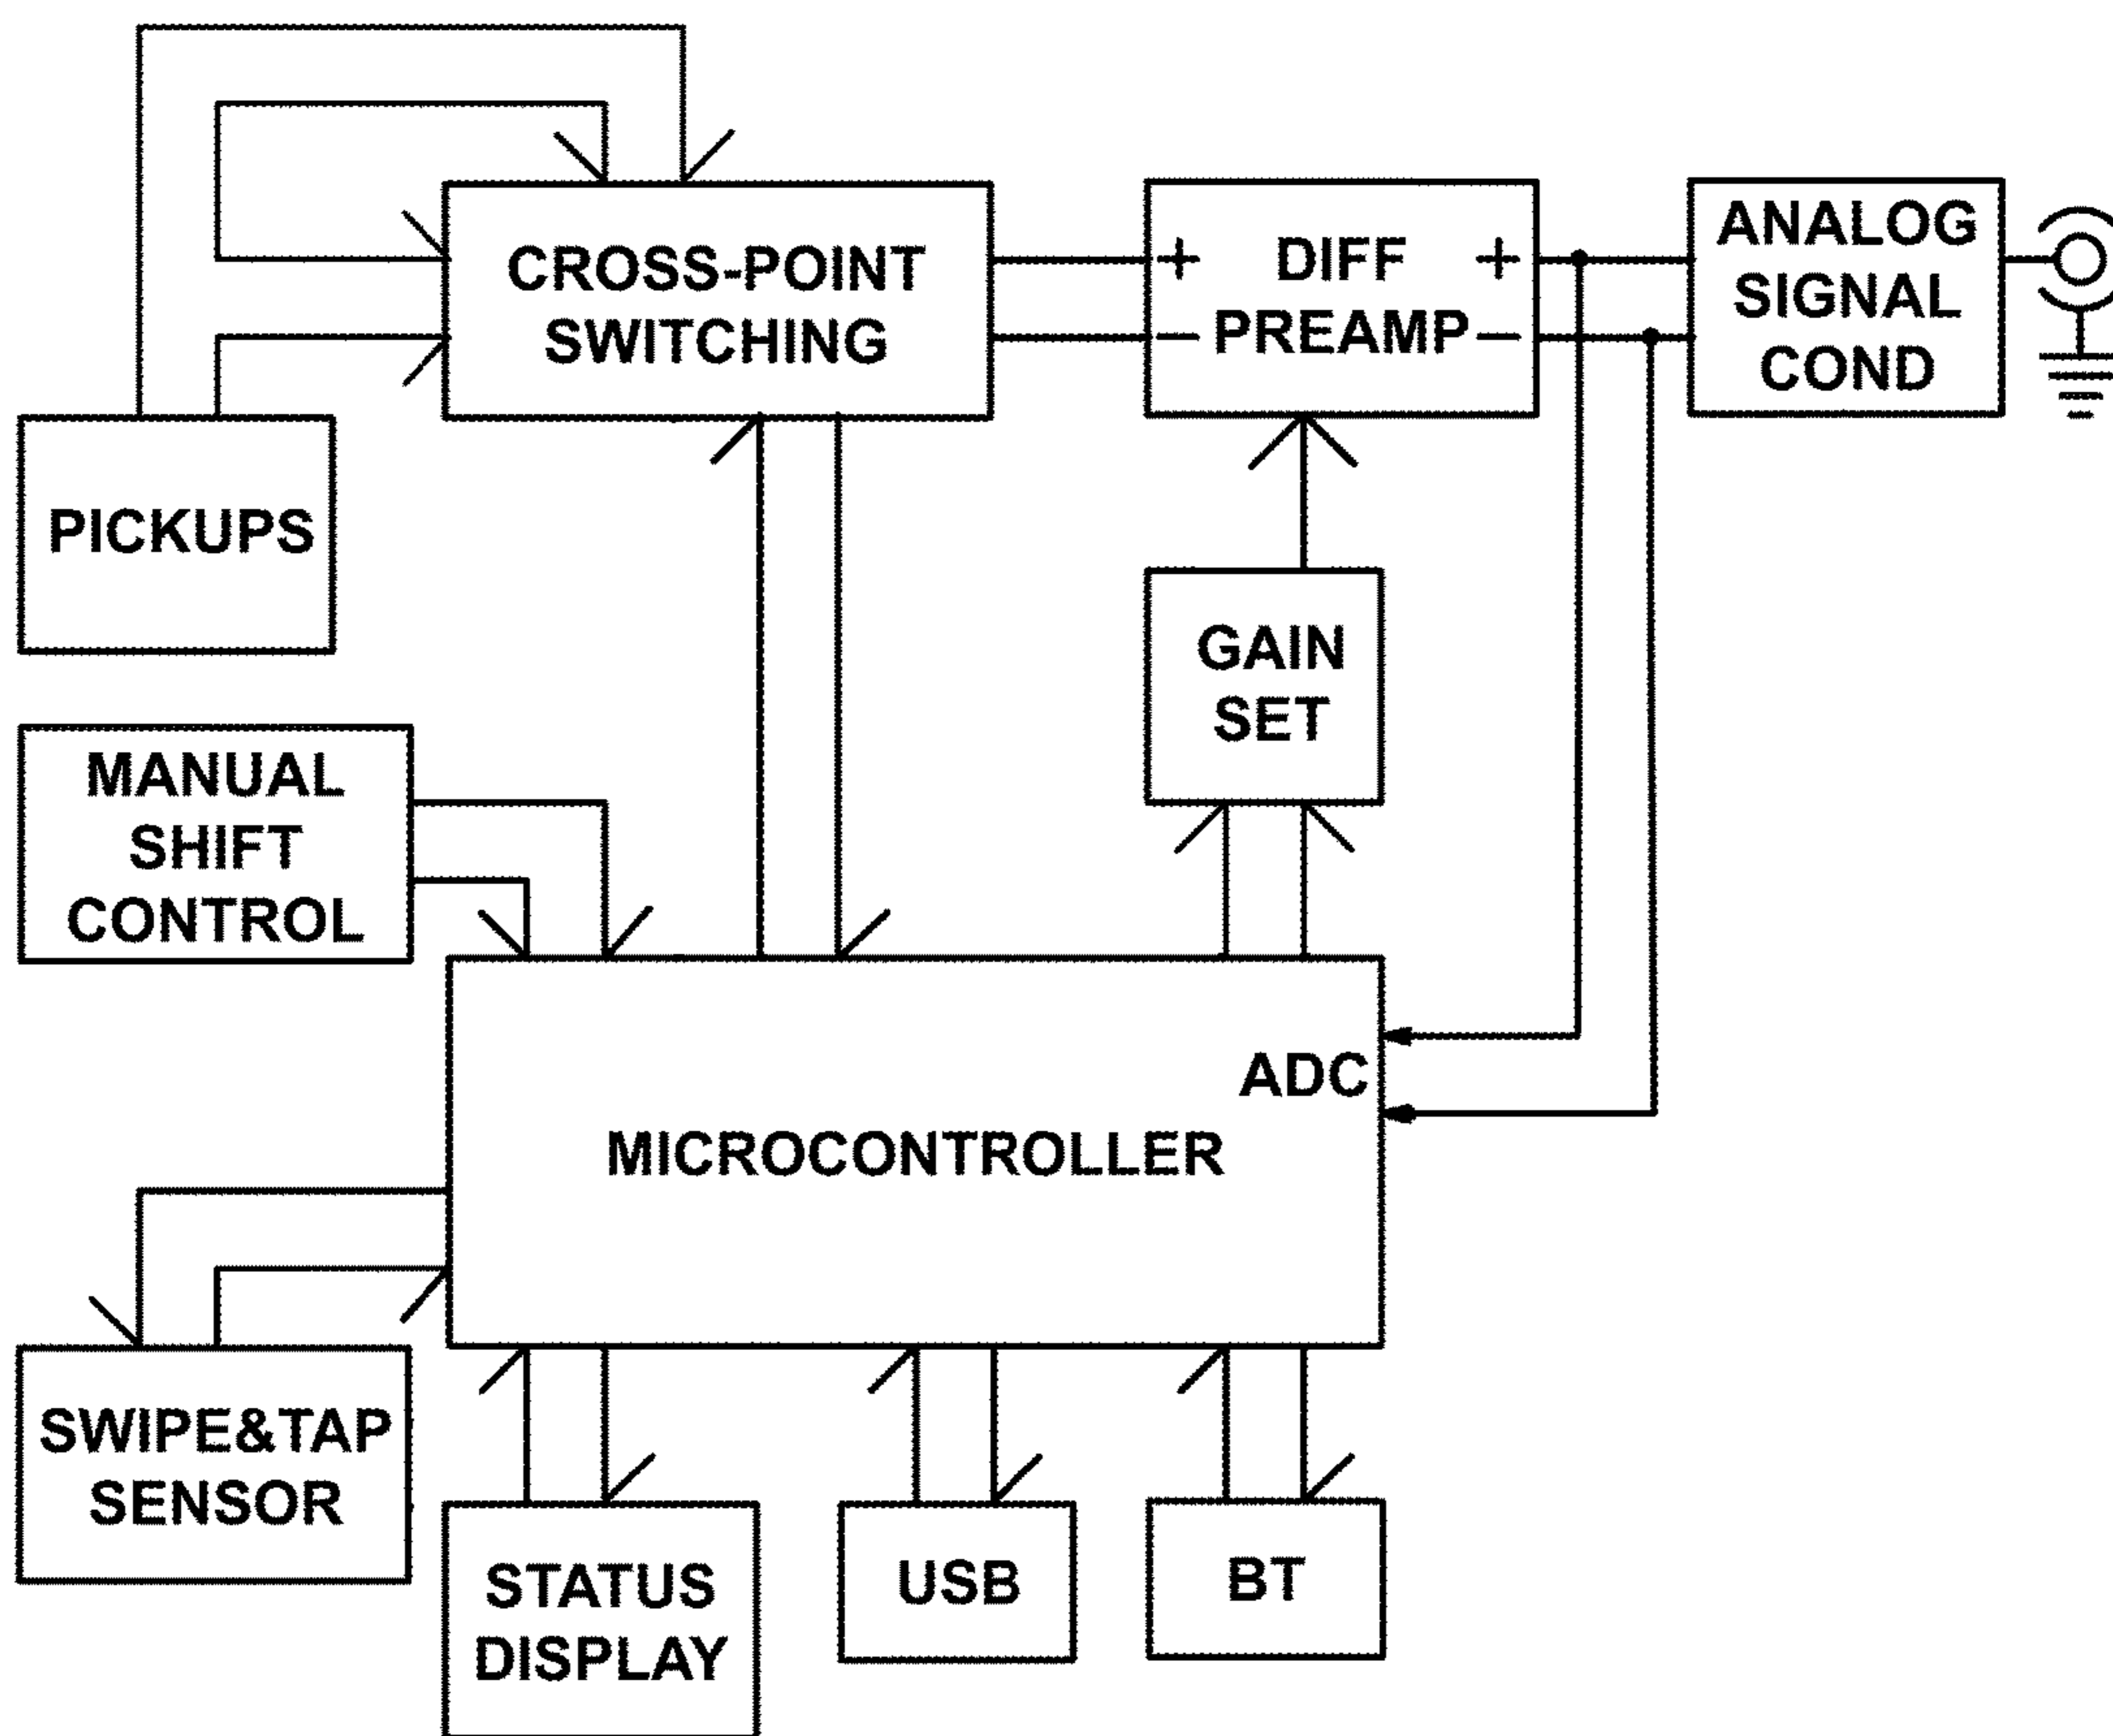 CROSS-POINT
SWITCHING
+ DIFF +
− PREAMP −
ANALOG
SIGNAL
COND
PICKUPS
GAIN
SET
MANUAL
SHIFT
CONTROL
ADC
MICROCONTROLLER
SWIPE&TAP
SENSOR
STATUS
DISPLAY
USB
BT